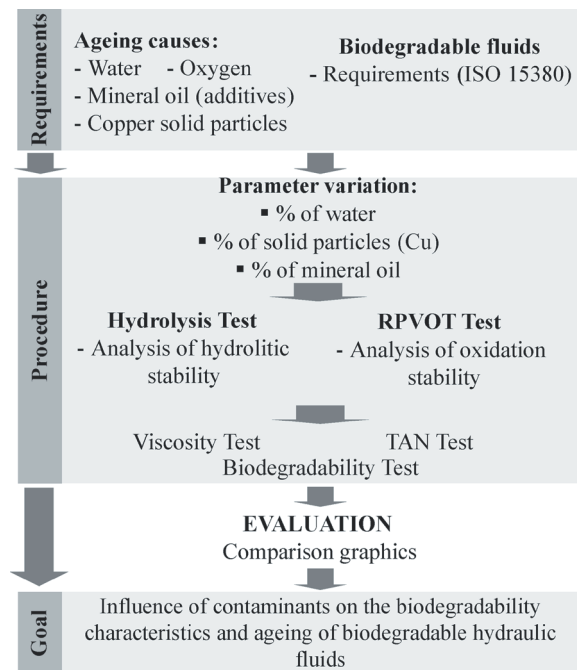 Requirements
Ageing causes:
- Water - Oxygen
- Mineral oil (additives)
- Copper solid particles
Biodegradable fluids
- Requirements (ISO 15380)
Procedure
Parameter variation:
▪ % of water
▪ % of solid particles (Cu)
▪ % of mineral oil
Hydrolysis Test
- Analysis of hydrolitic
stability
RPVOT Test
- Analysis of oxidation
stability
Viscosity Test
TAN Test
Biodegradability Test
EVALUATION
Comparison graphics
Goal
Influence of contaminants on the biodegradability
characteristics and ageing of biodegradable hydraulic
fluids